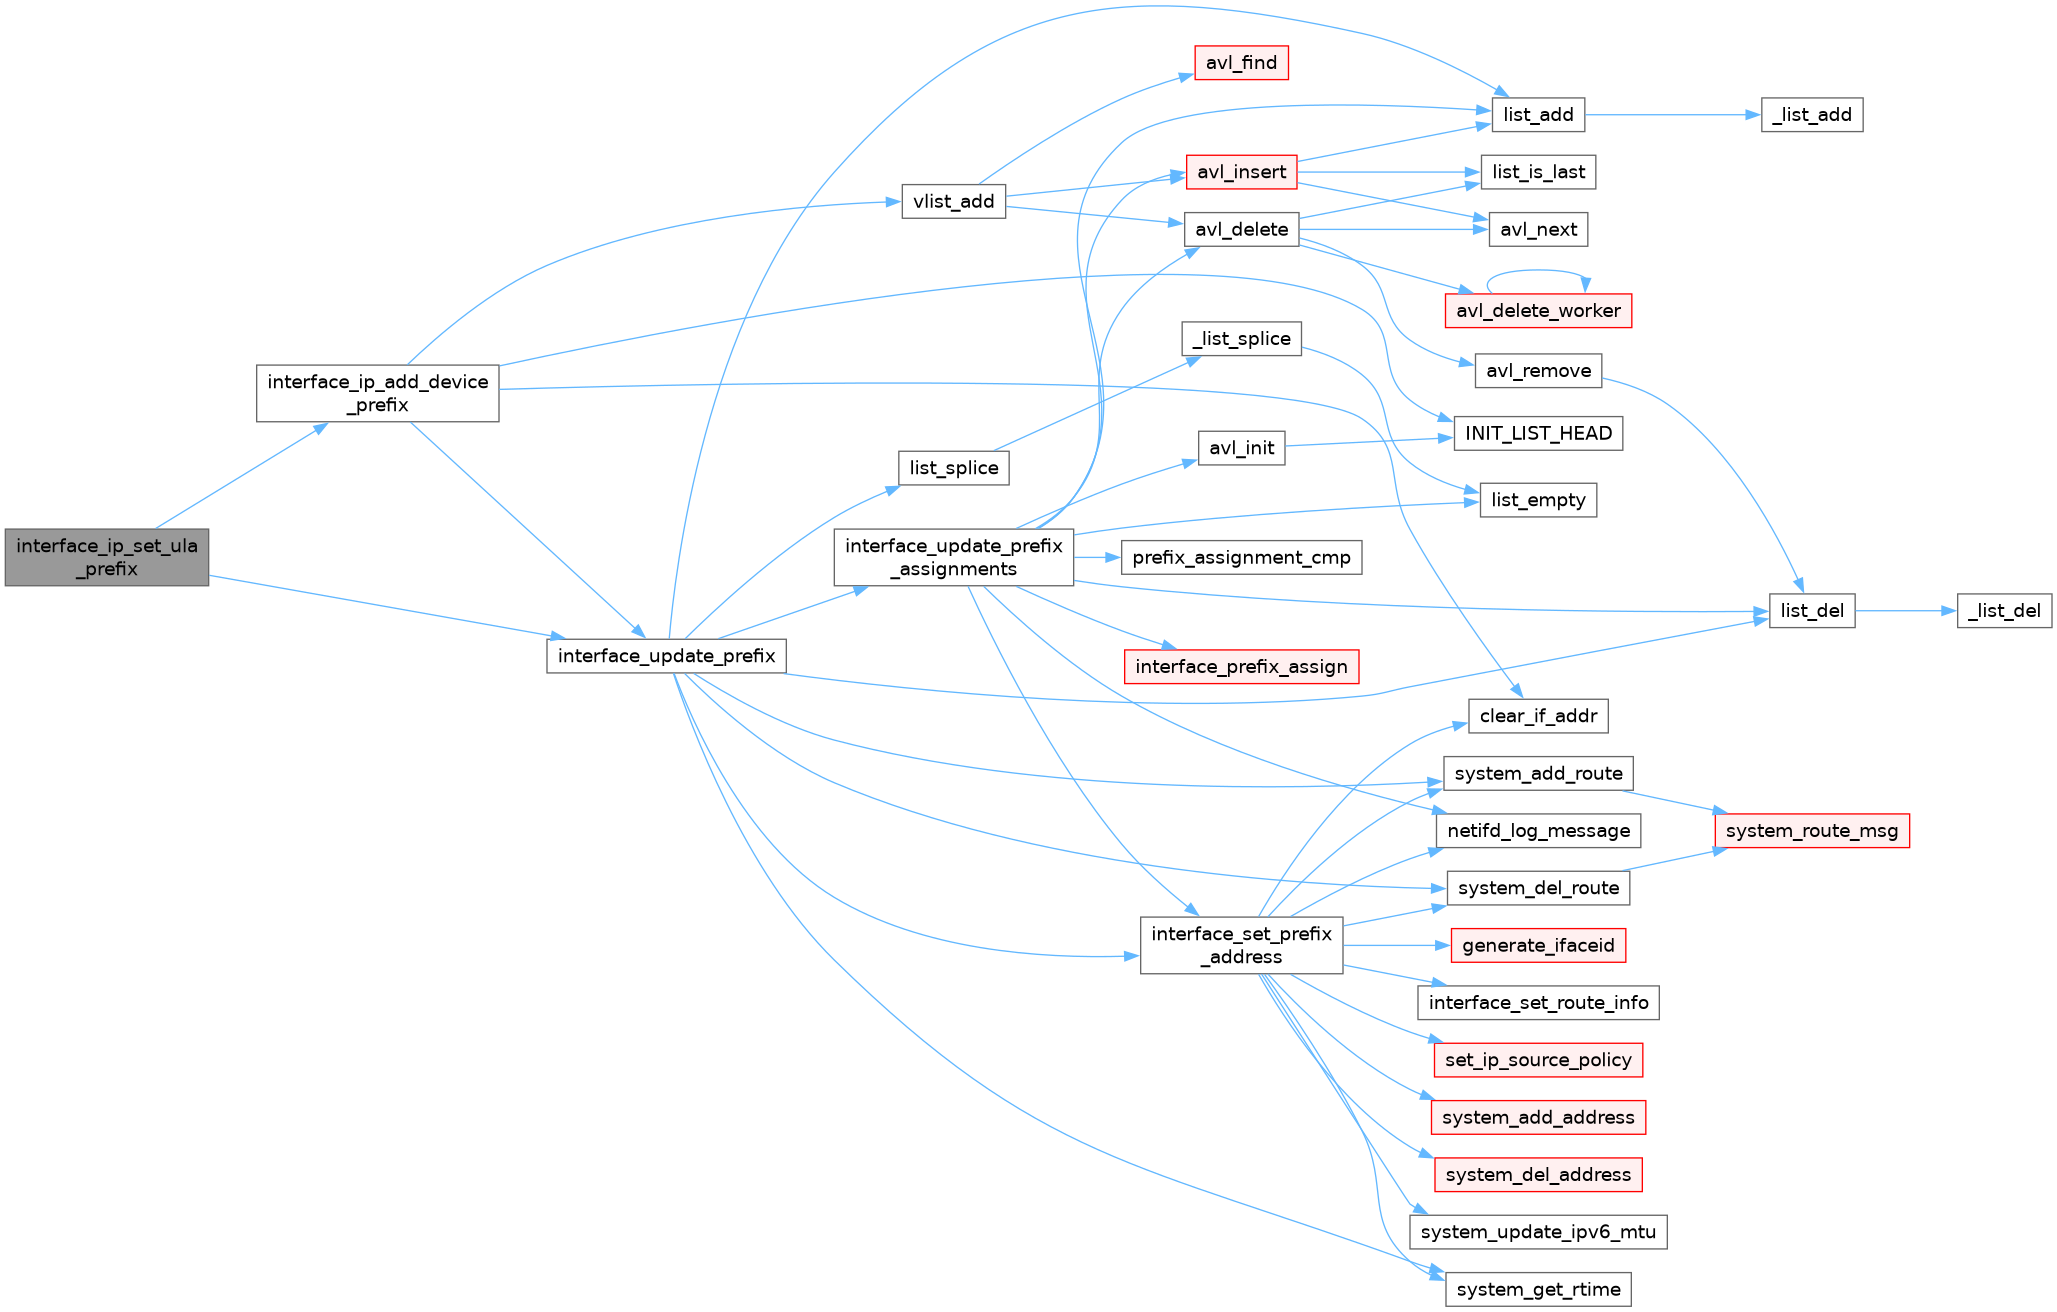 interface_ip_set_ula
_prefix
interface_ip_add_device
_prefix
interface_update_prefix
vlist_add
list_splice
interface_update_prefix
_assignments
avl_find
avl_insert
avl_delete
_list_splice
avl_init
prefix_assignment_cmp
interface_prefix_assign
interface_set_prefix
_address
list_add
list_is_last
avl_next
avl_delete_worker
avl_remove
INIT_LIST_HEAD
list_empty
clear_if_addr
system_add_route
netifd_log_message
system_del_route
generate_ifaceid
interface_set_route_info
set_ip_source_policy
system_add_address
system_del_address
system_update_ipv6_mtu
system_get_rtime
_list_add
list_del
system_route_msg
_list_del